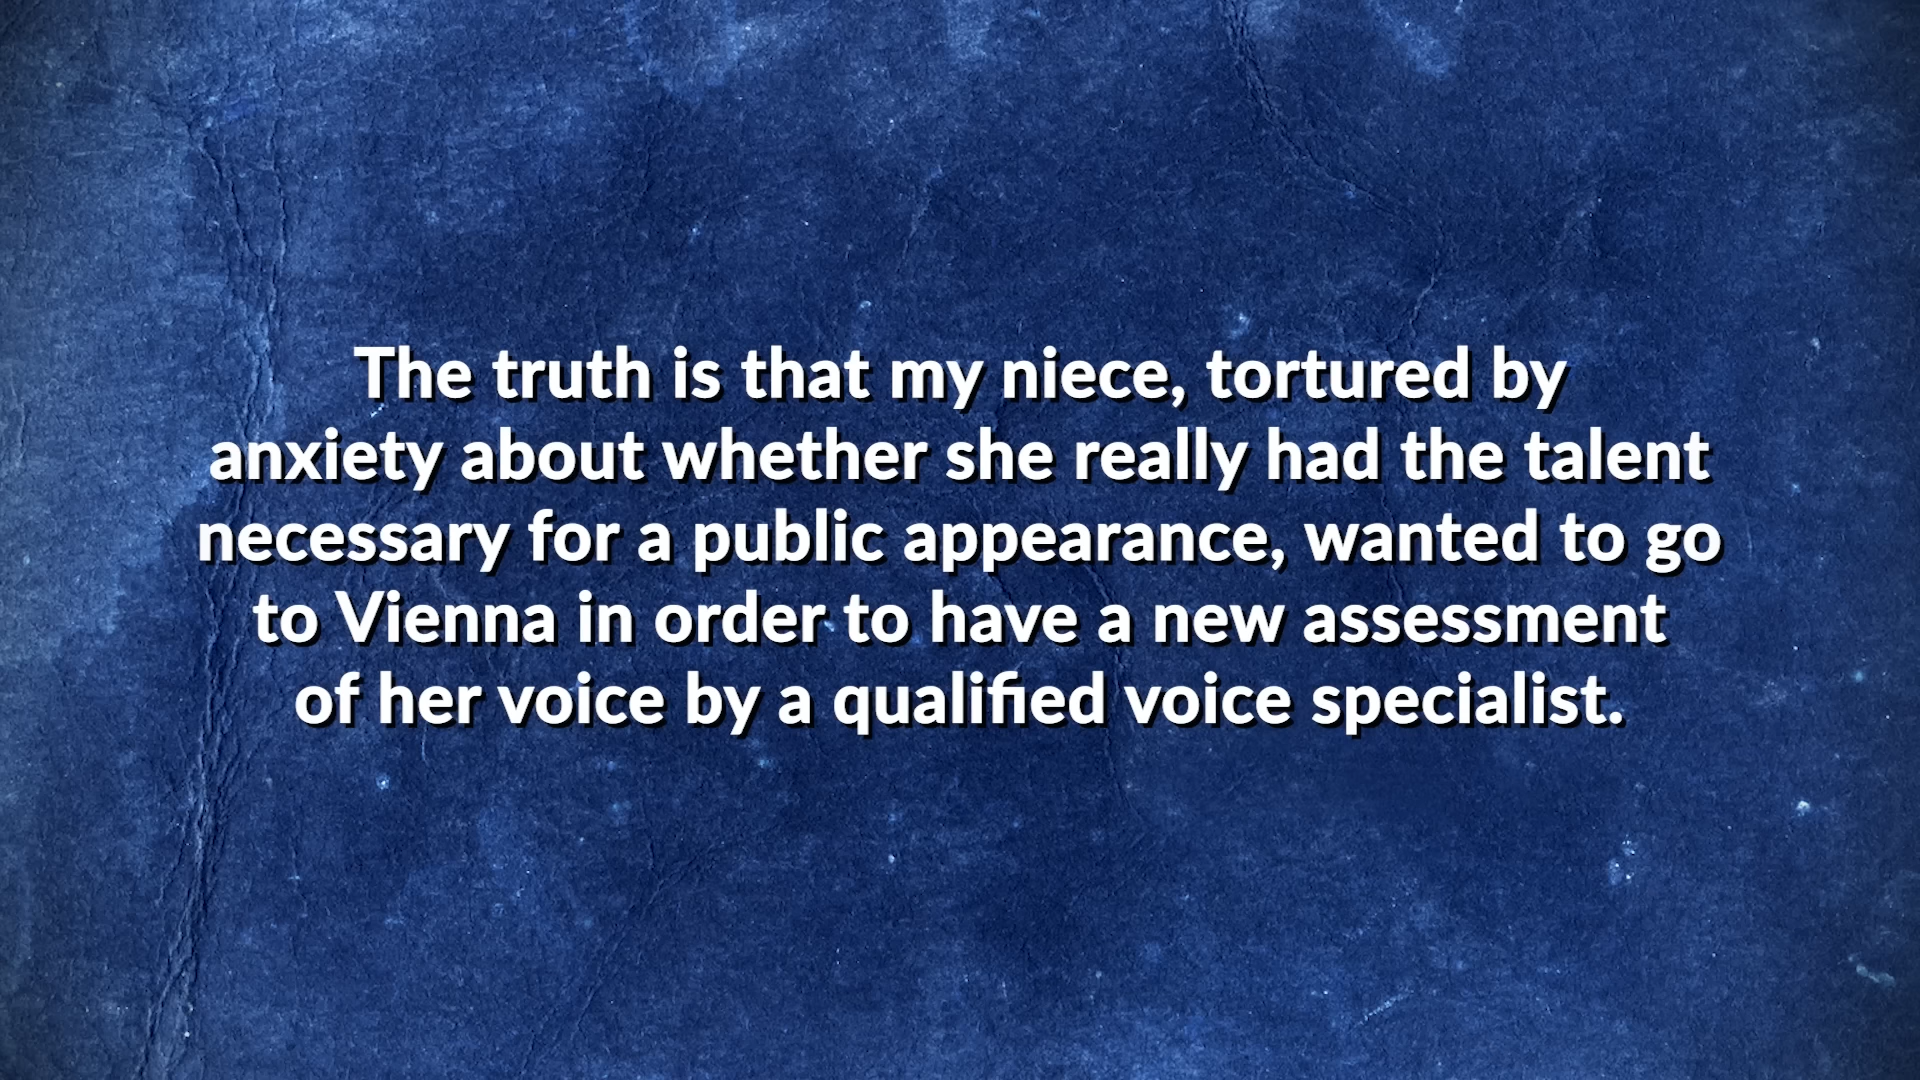 The truth is that my niece, tortured by
anxiety about whether she really had the talent
necessary for a public appearance, wanted to go
to Vienna in order to have a new assessment
of her voice by a qualified voice specialist.